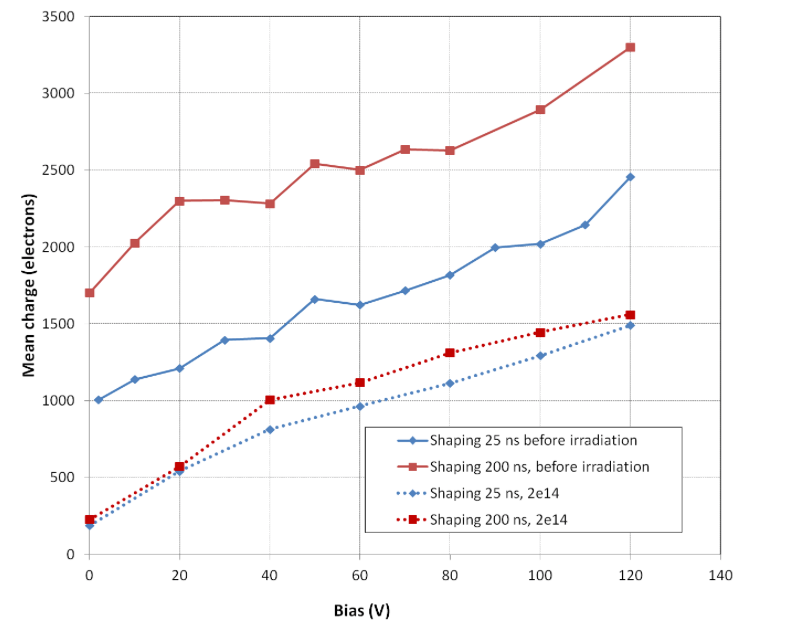 3500
3000
2500
2000
1500
1000
500
0
Mean charge (electrons)
Shaping 25 ns before irradiation
Shaping 200 ns, before irradiation
Shaping 25 ns, 2e14
Shaping 200 ns, 2e14
0 20 40 60 80 100 120 140
Bias (V)